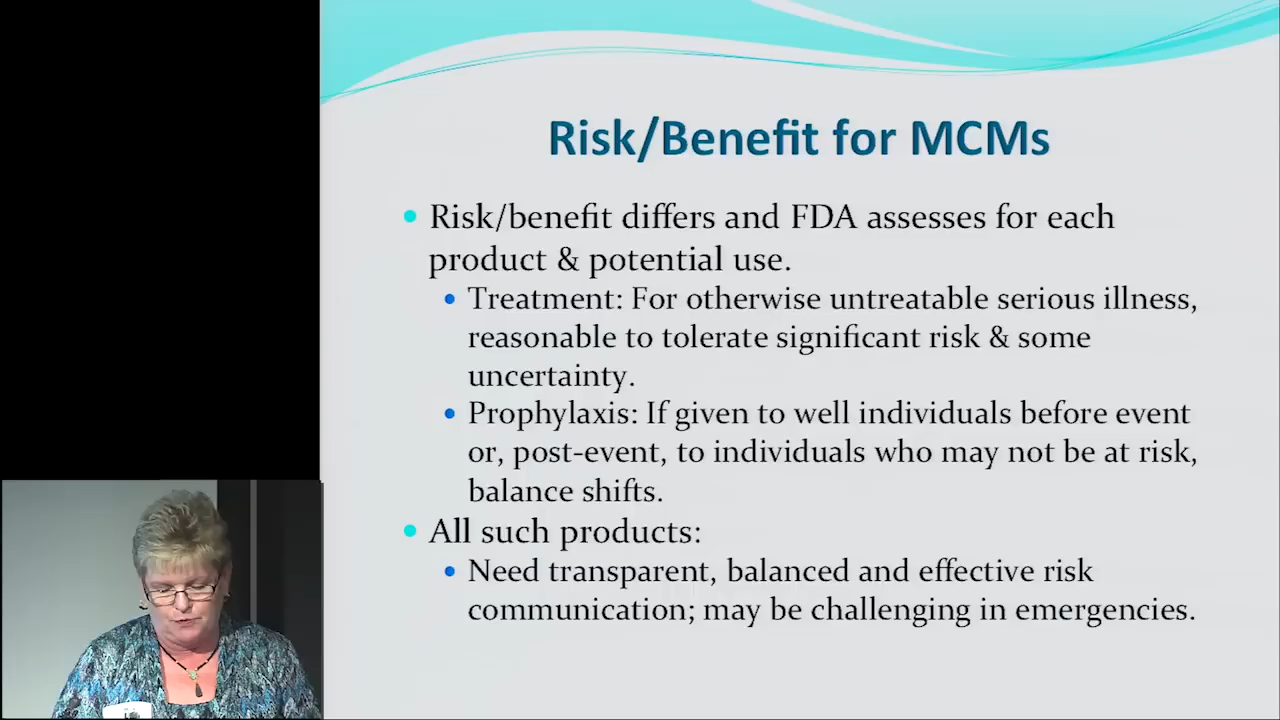 Risk/Benefit for MCMs
Risk/benefit differs and FDA assesses for each
product & potential use.
Treatment: For otherwise untreatable serious illness,
reasonable to tolerate significant risk & some
uncertainty.
Prophylaxis: If given to well individuals before event
or, post-event, to individuals who may not be at risk,
balance shifts.
All such products:
Need transparent, balanced and effective risk
communication; may be challenging in emergencies.